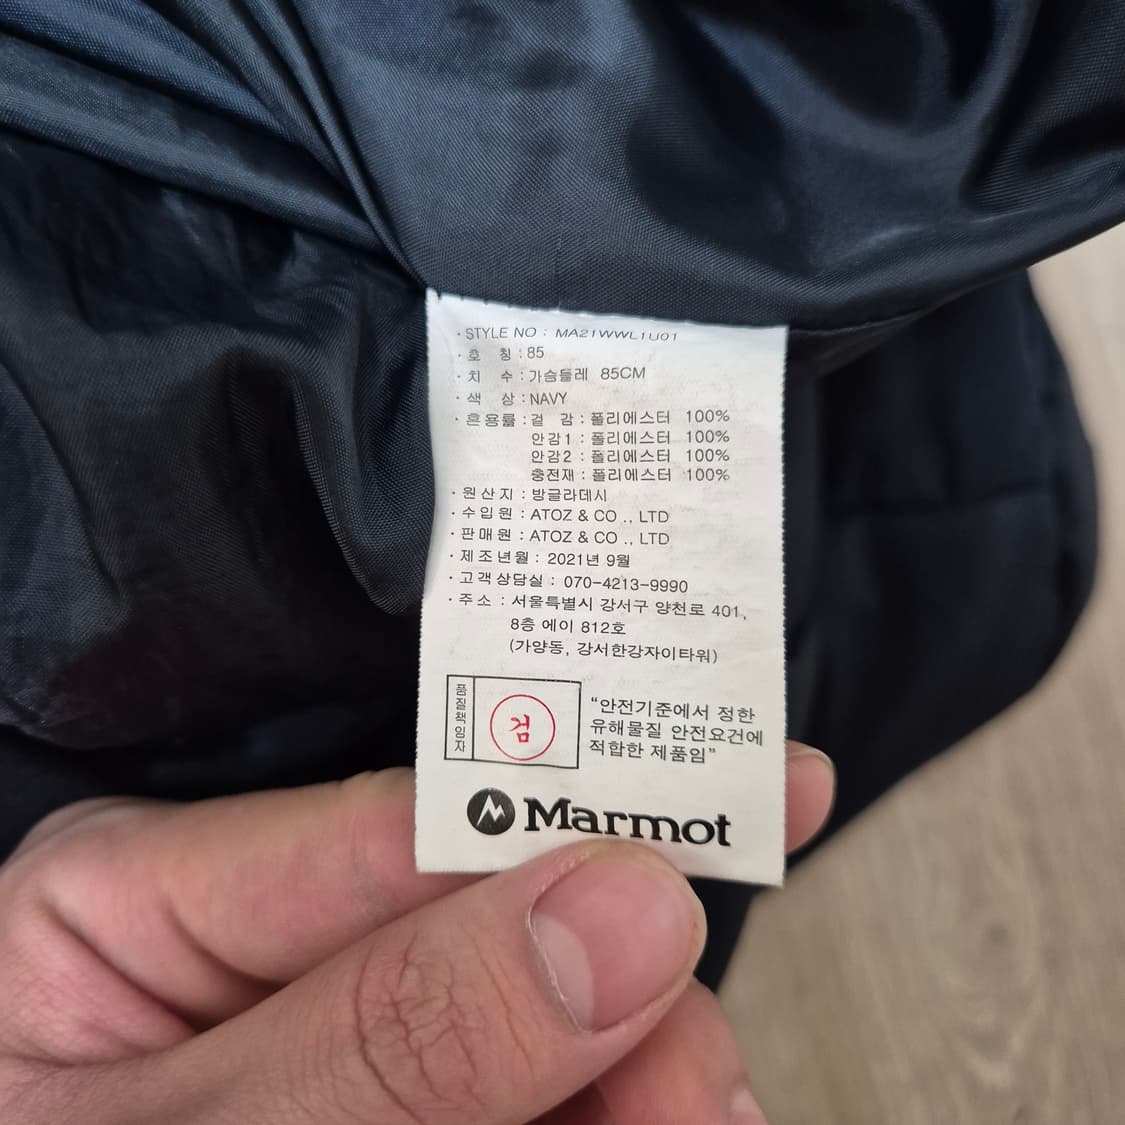 · STYLE NO : MA21WWL1U01
· 호 칭 : 85
· 치 수 : 가슴둘레 85CM
· 색 상 : NAVY
· 혼용률 : 겉 감 : 폴리에스터 100%
안감1 : 폴리에스터 100%
안감2 : 폴리에스터 100%
충전재 : 폴리에스터 100%
· 원산지 : 방글라데시
· 수입원 : ATOZ & CO ., LTD
· 판매원 : ATOZ & CO ., LTD
· 제조년월 : 2021년 9월
· 고객상담실 : 070-4213-9990
· 주소 : 서울특별시 강서구 양천로 401,
8층 에이 812호
(가양동, 강서한강자이타워)
품질책임자
검
“안전기준에서 정한
유해물질 안전요건에
적합한 제품임”
Marmot